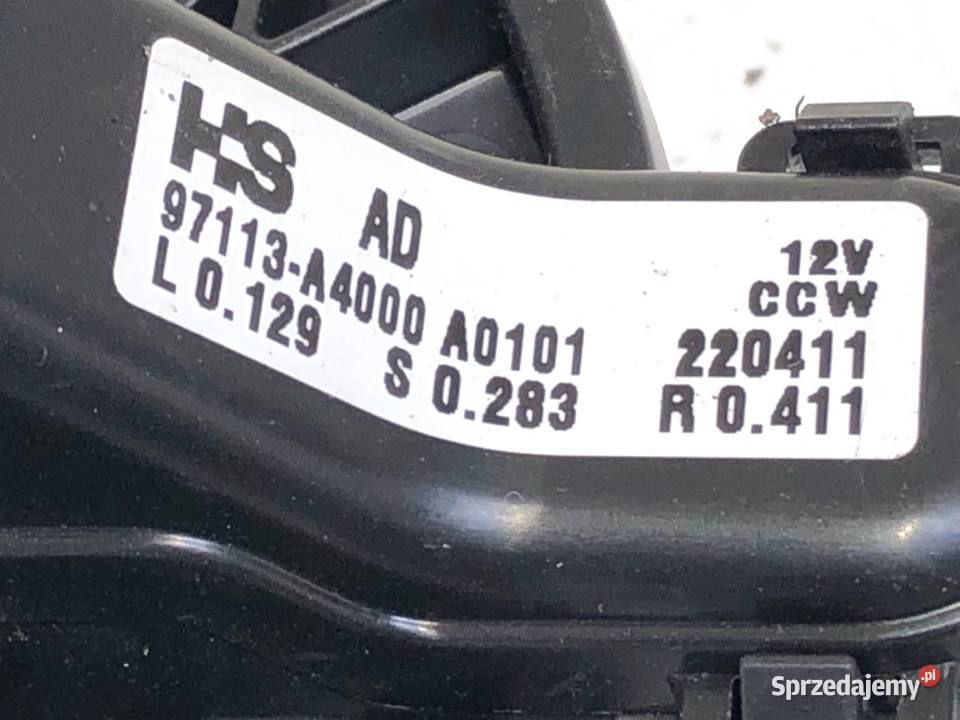 HS AD 12V
CCW
97113-A4000 A0101 220411
L 0.129 S 0.283 R 0.411
Sprzedajemy.pl